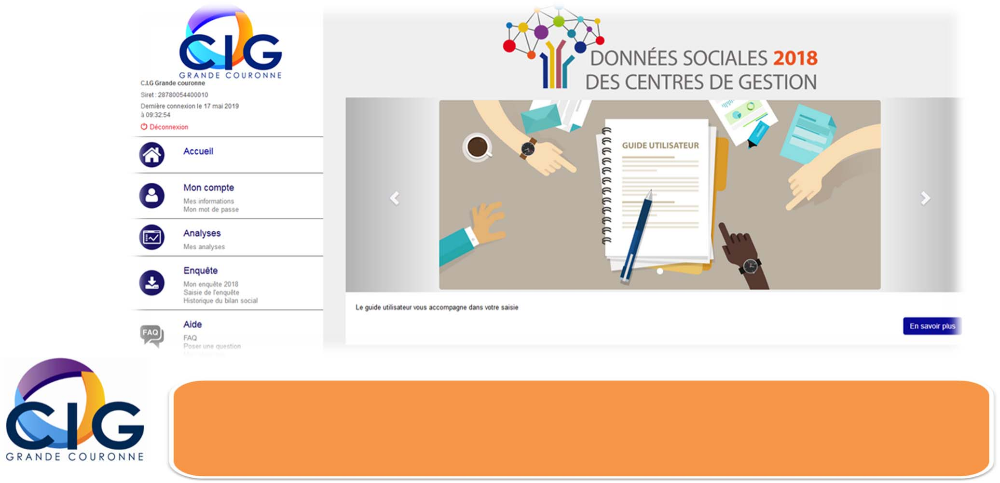 CIG
GRANDE COURONNE
C.I.G Grande couronne
Siret : 28780054400010
Dernière connexion le 17 mai 2019
à 09:32:54
Déconnexion
Accueil
Mon compte
Mes informations
Mon mot de passe
Analyses
Mes analyses
Enquête
Mon enquête 2018
Saisie de l'enquête
Historique du bilan social
FAQ
Aide
FAQ
Poser une question
DONNÉES SOCIALES 2018
DES CENTRES DE GESTION
GUIDE UTILISATEUR
Le guide utilisateur vous accompagne dans votre saisie
En savoir plus
CIG
GRANDE COURONNE